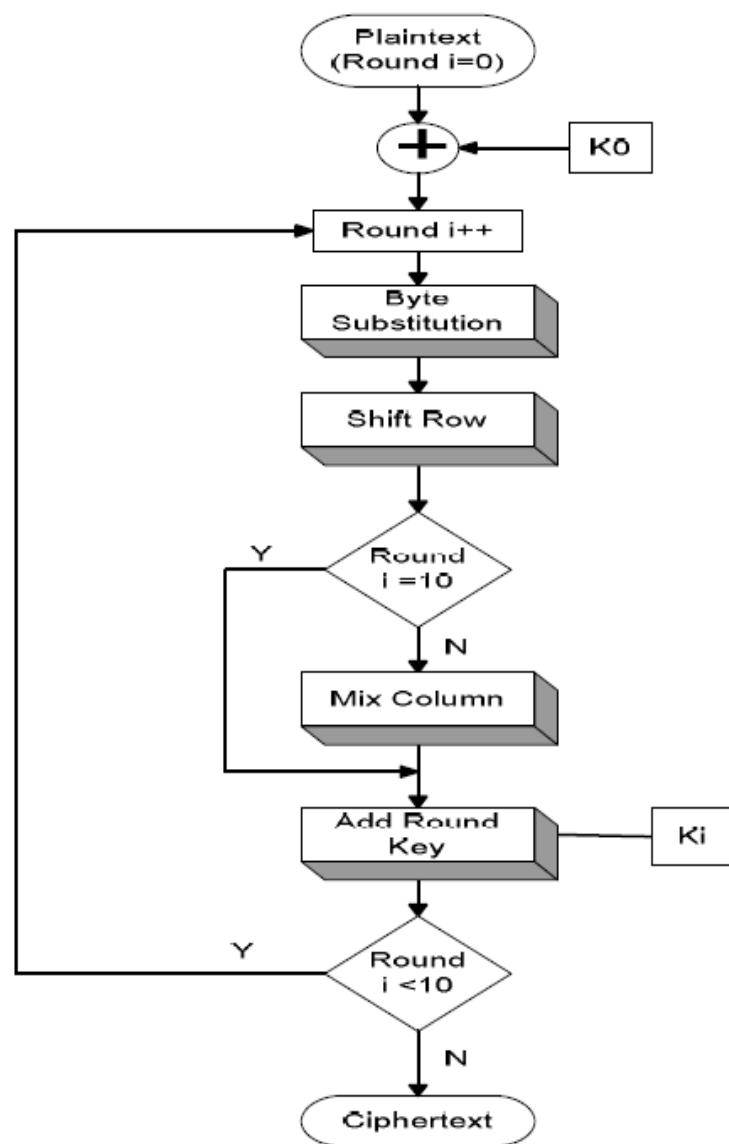 Plaintext
(Round i=0)
+
K0
Round i++
Byte
Substitution
Shift Row
Round
i =10
Y
N
Mix Column
Add Round
Key
Ki
Round
i <10
Y
N
Ciphertext